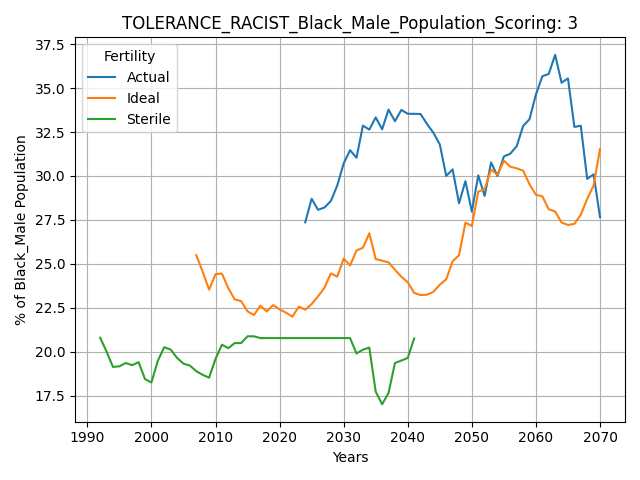 TOLERANCE_RACIST_Black_Male_Population_Scoring: 3
37.5
35.0
32.5
30.0
27.5
25.0
22.5
20.0
17.5
% of Black_Male Population
Fertility
Actual
Ideal
Sterile
1990
2000
2010
2020
2030
2040
2050
2060
2070
Years